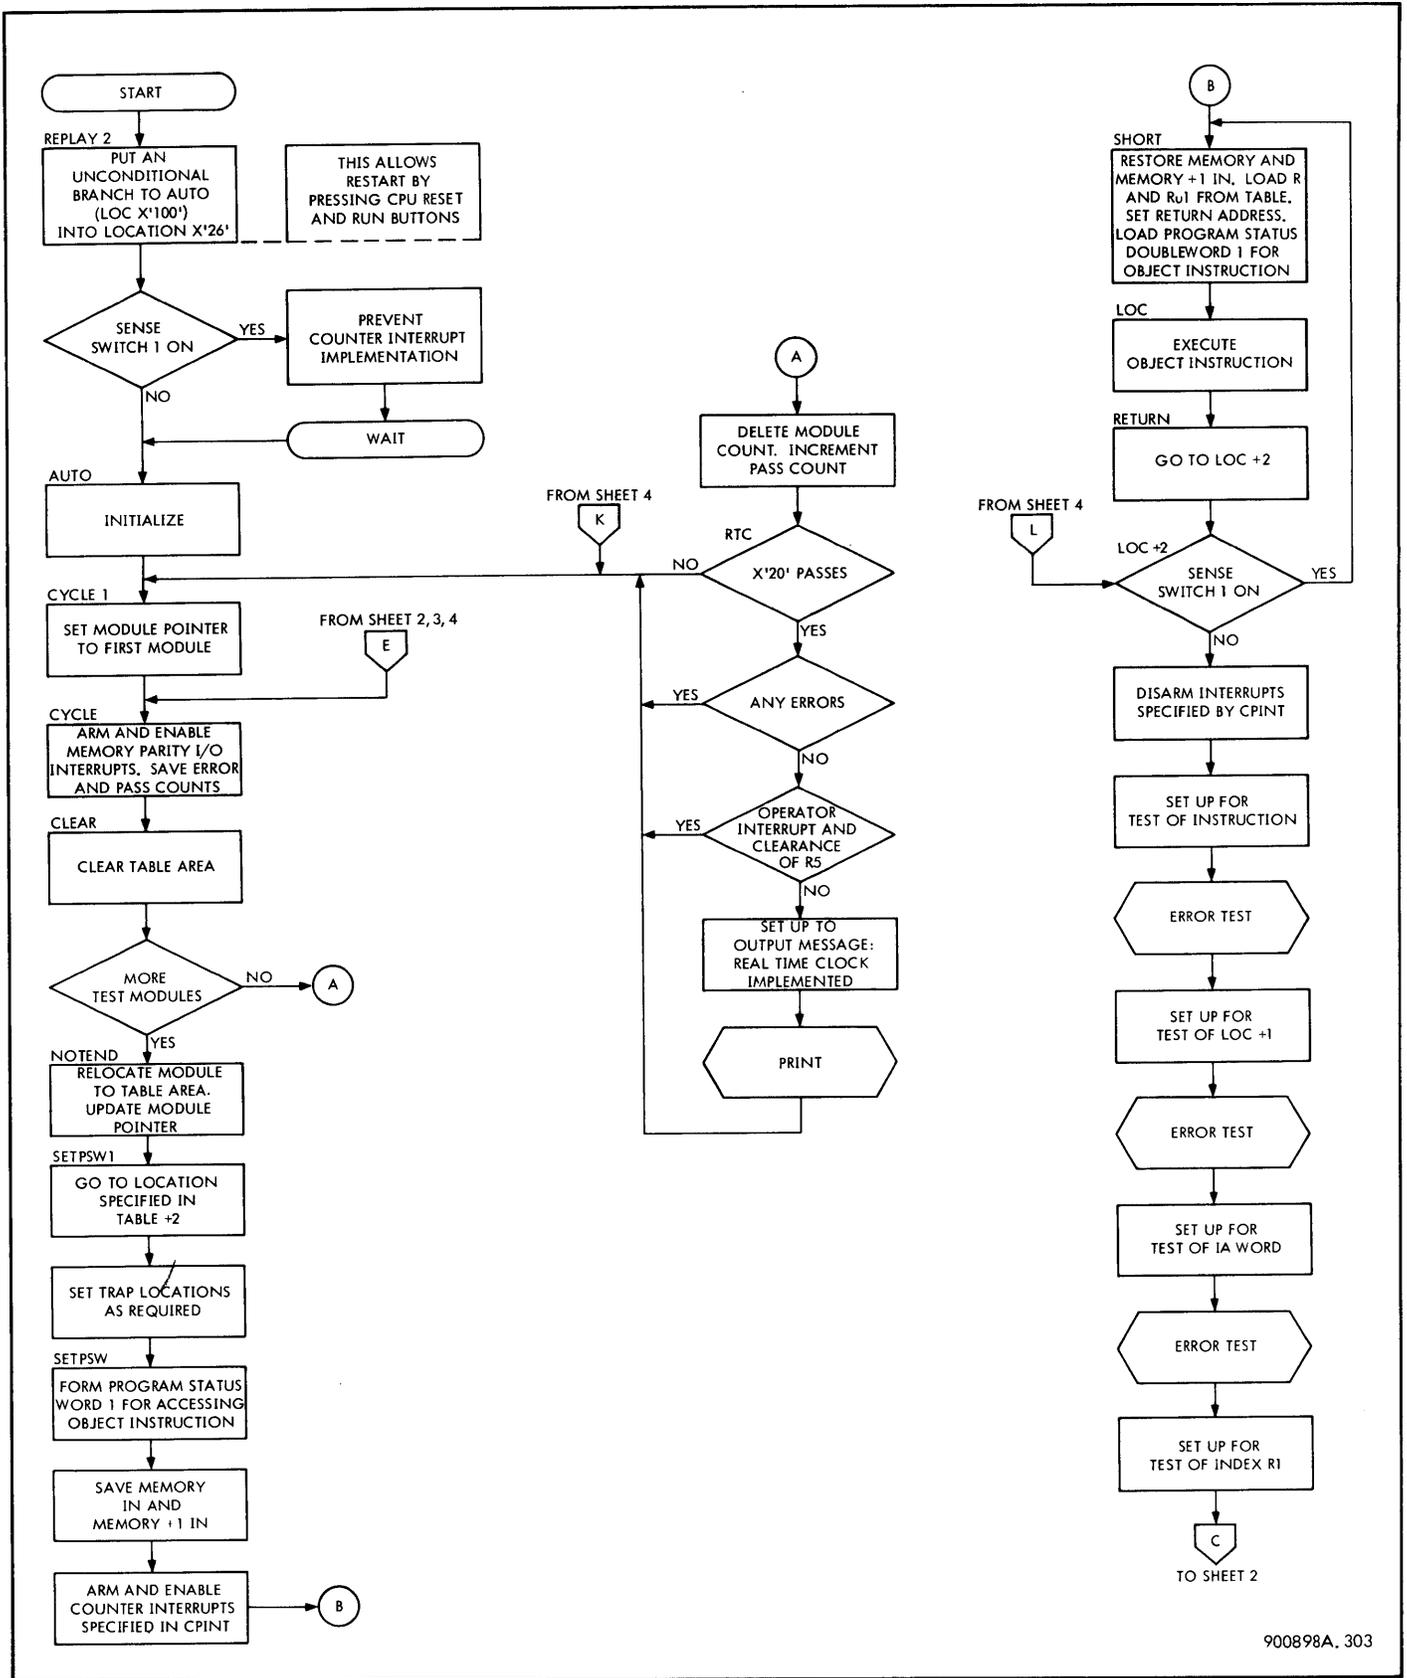 START
REPLAY 2
PUT AN
UNCONDITIONAL
BRANCH TO AUTO
(LOC X'100')
INTO LOCATION X'26'
THIS ALLOWS
RESTART BY
PRESSING CPU RESET
AND RUN BUTTONS
SENSE
SWITCH 1 ON
YES
NO
PREVENT
COUNTER INTERRUPT
IMPLEMENTATION
WAIT
AUTO
INITIALIZE
CYCLE 1
SET MODULE POINTER
TO FIRST MODULE
FROM SHEET 2, 3, 4
E
CYCLE
ARM AND ENABLE
MEMORY PARITY I/O
INTERRUPTS. SAVE ERROR
AND PASS COUNTS
CLEAR
CLEAR TABLE AREA
MORE
TEST MODULES
NO
A
YES
NOTEND
RELOCATE MODULE
TO TABLE AREA.
UPDATE MODULE
POINTER
SETPSW1
GO TO LOCATION
SPECIFIED IN
TABLE +2
SET TRAP LOCATIONS
AS REQUIRED
SETPSW
FORM PROGRAM STATUS
WORD 1 FOR ACCESSING
OBJECT INSTRUCTION
SAVE MEMORY
IN AND
MEMORY +1 IN
ARM AND ENABLE
COUNTER INTERRUPTS
SPECIFIED IN CPINT
B
A
DELETE MODULE
COUNT. INCREMENT
PASS COUNT
FROM SHEET 4
K
RTC
NO
X'20' PASSES
YES
YES
ANY ERRORS
NO
YES
OPERATOR
INTERRUPT AND
CLEARANCE
OF R5
NO
SET UP TO
OUTPUT MESSAGE:
REAL TIME CLOCK
IMPLEMENTED
PRINT
B
SHORT
RESTORE MEMORY AND
MEMORY +1 IN. LOAD R
AND Ru1 FROM TABLE.
SET RETURN ADDRESS.
LOAD PROGRAM STATUS
DOUBLEWORD 1 FOR
OBJECT INSTRUCTION
LOC
EXECUTE
OBJECT INSTRUCTION
RETURN
GO TO LOC +2
FROM SHEET 4
L
LOC +2
SENSE
SWITCH 1 ON
YES
NO
DISARM INTERRUPTS
SPECIFIED BY CPINT
SET UP FOR
TEST OF INSTRUCTION
ERROR TEST
SET UP FOR
TEST OF LOC +1
ERROR TEST
SET UP FOR
TEST OF IA WORD
ERROR TEST
SET UP FOR
TEST OF INDEX R1
C
TO SHEET 2
900898A. 303